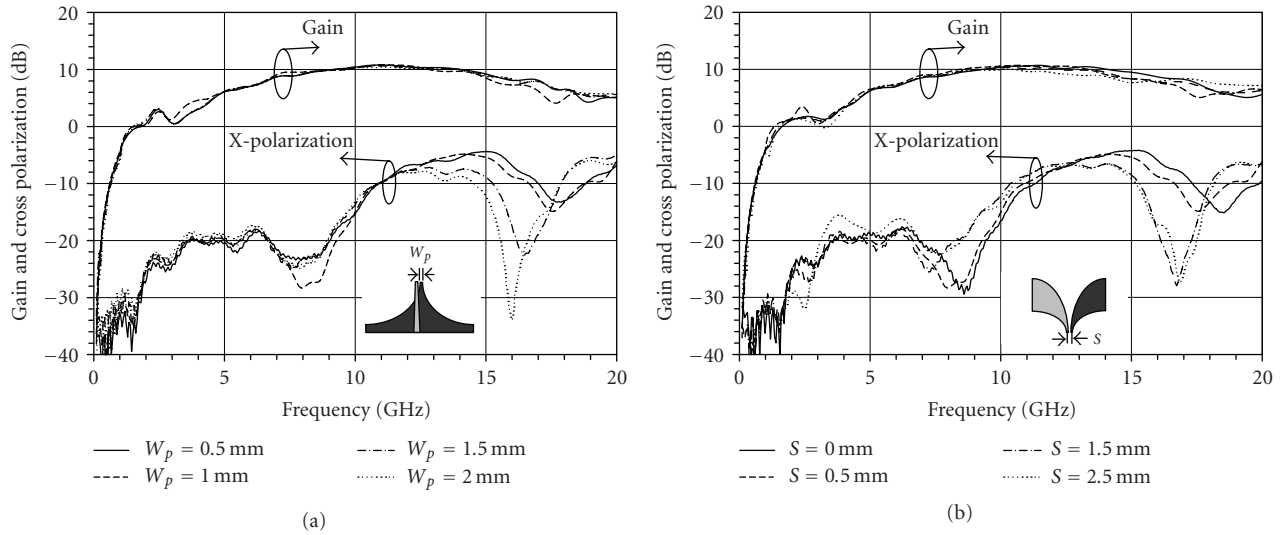 Gain and cross polarization (dB)
20
10
0
−10
−20
−30
−40
Gain
X-polarization
W_p
0 5 10 15 20
Frequency (GHz)
W_p = 0.5 mm
W_p = 1 mm
W_p = 1.5 mm
W_p = 2 mm
(a)
Gain and cross polarization (dB)
20
10
0
−10
−20
−30
−40
Gain
X-polarization
S
0 5 10 15 20
Frequency (GHz)
S = 0 mm
S = 0.5 mm
S = 1.5 mm
S = 2.5 mm
(b)